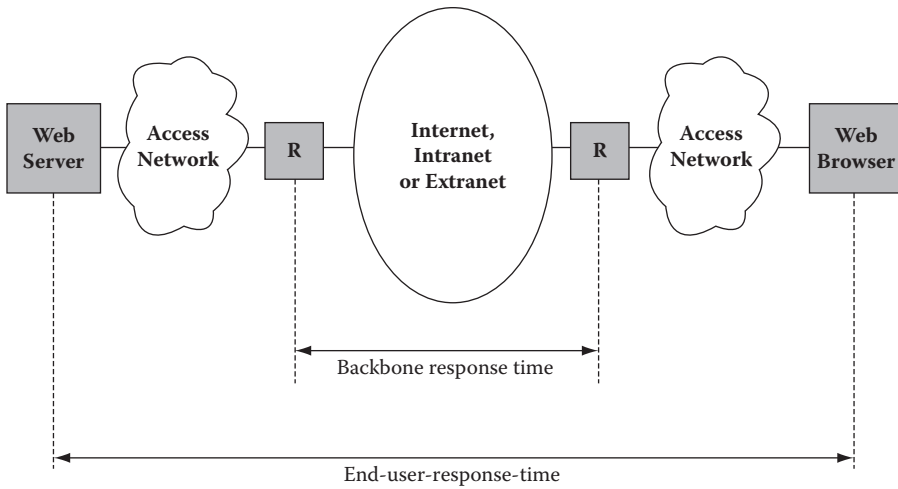 Web
Server
Access
Network
R
Internet,
Intranet
or Extranet
R
Access
Network
Web
Browser
Backbone response time
End-user-response-time